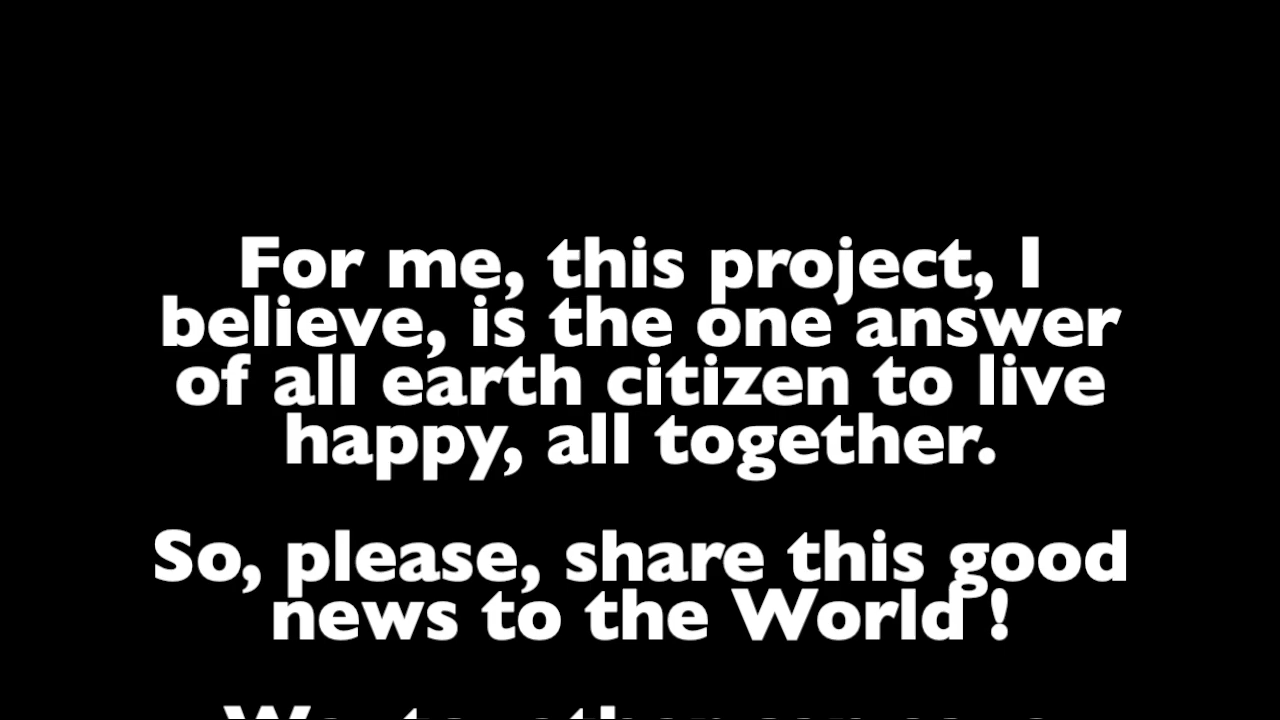 For me, this project, I
believe, is the one answer
of all earth citizen to live
happy, all together.
So, please, share this good
news to the World !